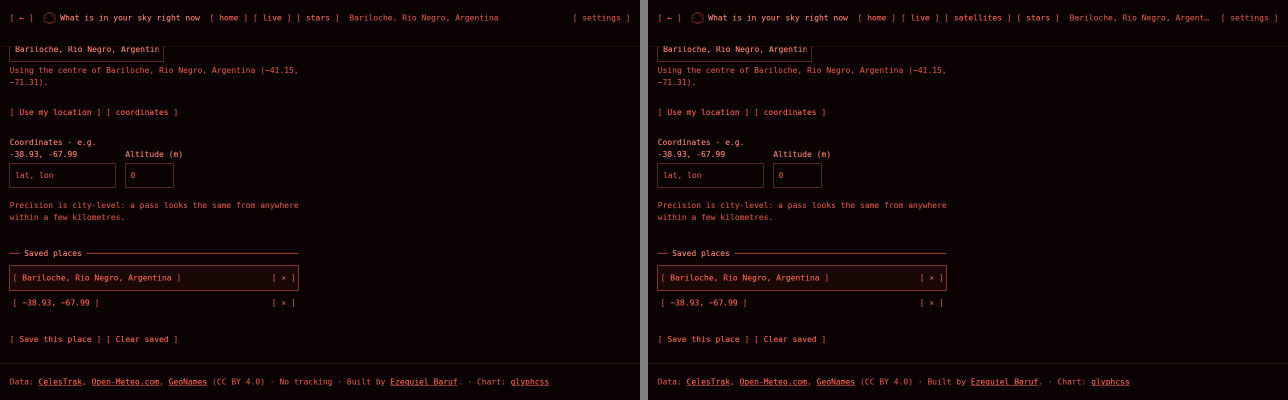 [ ← ] What is in your sky right now [ home ] [ live ] [ stars ] Bariloche, Rio Negro, Argentina [ settings ]
Bariloche, Rio Negro, Argentin
Using the centre of Bariloche, Rio Negro, Argentina (−41.15,
−71.31).
[ Use my location ] [ coordinates ]
Coordinates - e.g.
-38.93, -67.99 Altitude (m)
lat, lon 0
Precision is city-level: a pass looks the same from anywhere
within a few kilometres.
Saved places
[ Bariloche, Rio Negro, Argentina ] [ × ]
[ −38.93, −67.99 ] [ × ]
[ Save this place ] [ Clear saved ]
Data: CelesTrak, Open-Meteo.com, GeoNames (CC BY 4.0) · No tracking · Built by Ezequiel Baruf. · Chart: glyphcss
[ ← ] What is in your sky right now [ home ] [ live ] [ satellites ] [ stars ] Bariloche, Rio Negro, Argent… [ settings ]
Bariloche, Rio Negro, Argentin
Using the centre of Bariloche, Rio Negro, Argentina (−41.15,
−71.31).
[ Use my location ] [ coordinates ]
Coordinates - e.g.
-38.93, -67.99 Altitude (m)
lat, lon 0
Precision is city-level: a pass looks the same from anywhere
within a few kilometres.
Saved places
[ Bariloche, Rio Negro, Argentina ] [ × ]
[ −38.93, −67.99 ] [ × ]
[ Save this place ] [ Clear saved ]
Data: CelesTrak, Open-Meteo.com, GeoNames (CC BY 4.0) · Built by Ezequiel Baruf. · Chart: glyphcss